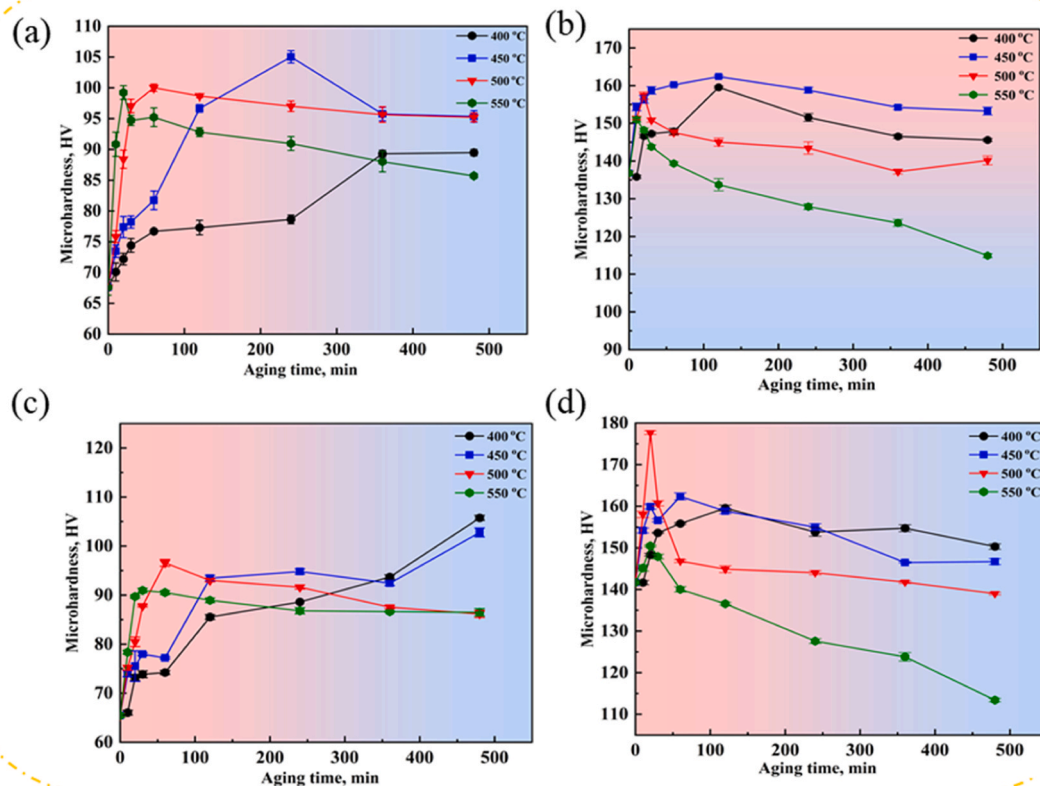 (a)
Microhardness, HV
110
105
100
95
90
85
80
75
70
65
60
0 100 200 300 400 500
Aging time, min
400 °C
450 °C
500 °C
550 °C
(b)
Microhardness, HV
170
160
150
140
130
120
110
100
90
0 100 200 300 400 500
Aging time, min
400 °C
450 °C
500 °C
550 °C
(c)
Microhardness, HV
120
110
100
90
80
70
60
0 100 200 300 400 500
Aging time, min
400 °C
450 °C
500 °C
550 °C
(d)
Microhardness, HV
180
170
160
150
140
130
120
110
0 100 200 300 400 500
Aging time, min
400 °C
450 °C
500 °C
550 °C